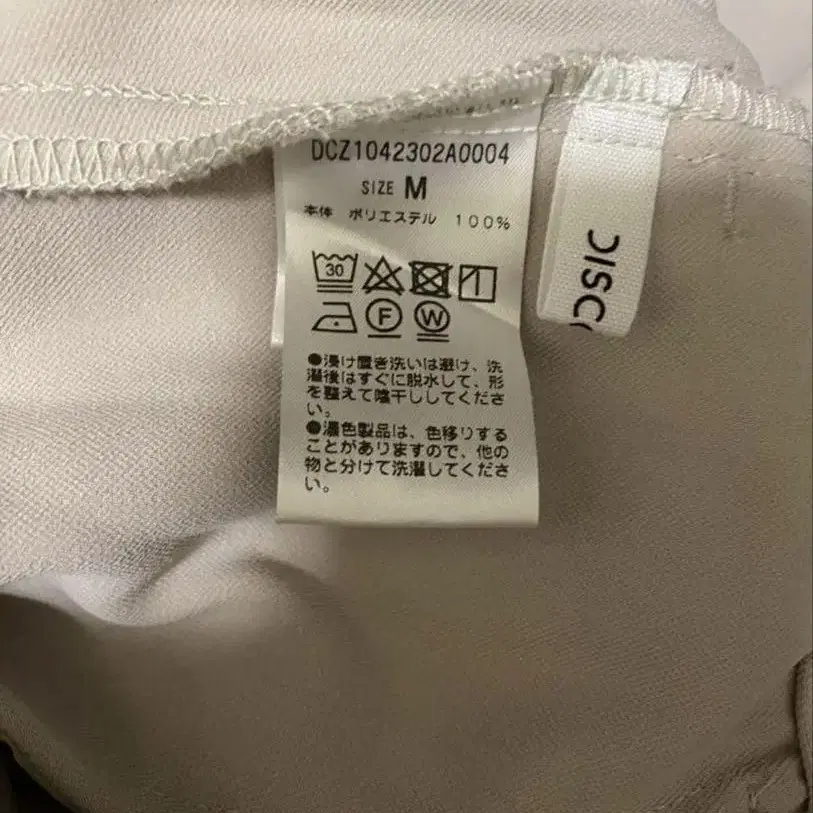 DCZ1042302A0004
SIZE M
本体 ポリエステル 100%
30
F W
●浸け置き洗いは避け、洗
濯後はすぐに脱水して、形
を整えて陰干ししてくださ
い。
●濃色製品は、色移りする
ことがありますので、他の
物と分けて洗濯してくださ
い。
DISC